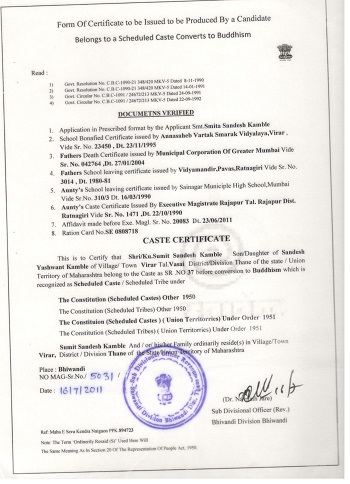 Form Of Certificate to be Issued to be Produced By a Candidate
Belongs to a Scheduled Caste Converts to Buddhism
Read :
1) Govt. Resolution No. C.B.C-1090-21 348/420 MKV-5 Dated 8-11-1990
2) Govt. Resolution No. C.B.C-1090-21 348/420 MKV-5 Dated 14-01-1991
3) Govt. Circular No C.B.C-1091 / 24672/213 MKV-5 Dated 24-09-1991
4) Govt. Circular No C.B.C-1091 / 24672/213 MKV-5 Dated 22-09-1992
DOCUMETNS VERIFIED
1. Application in Prescribed format by the Applicant Smt.Smita Sandesh Kamble
2. School Bonafied Certificate issued by Annasaheb Vartak Smarak Vidyalaya,Virar ,
Vide Sr. No. 23450 , Dt. 23/11/1995
3. Fathers Death Certificate issued by Municipal Corporation Of Greater Mumbai Vide
Sr. No. 042764 ,Dt. 27/01/2004
4. Fathers School leaving certificate issued by Vidyamandir,Pavas,Ratnagiri Vide Sr. No.
3014 , Dt. 1980-81
5. Aunty's School leaving certificate issued by Sainagar Municiple High School,Mumbai
Vide Sr.No. 310/3 Dt. 16/03/1990
6. Aunty's Caste Certificate Issued By Executive Magistrate Rajapur Tal. Rajapur Dist.
Ratnagiri Vide Sr. No. 1471 ,Dt. 22/10/1990
7. Affidavit made before Exe. Magl. Sr. No. 20083 Dt. 23/06/2011
8. Ration Card No.SE 0808718
CASTE CERTIFICATE
This is to Certify that Shri/Ku.Sumit Sandesh Kamble Son/Daughter of Sandesh
Yashwant Kamble of Village/ Town Virar Tal.Vasai District/Division Thane of the state / Union
Territory of Maharashtra belong to the Caste as SR .NO 37 before conversion to Buddhism which is
recognized as Scheduled Caste / Scheduled Tribe under
The Constitution (Scheduled Castes) Other 1950
The Constitution (Scheduled Tribes) Other 1950
The Constituion (Scheduled Castes ) ( Union Territories) Under Order 1951
The Constitution (Scheduled Tribes) ( Union Territorries) Under Order 1951
Sumit Sandesh Kamble And / or/ his/her Family ordinarily reside(s) in Village/Town
Virar, District / Division Thane of the State/Union Territory of Maharashtra
Place : Bhiwandi
NO MAG-Sr.No/ 5031/
Date : 16/7/2011
Sub Divisional Officer (Rev.)
Bhivandi Division Bhiwandi
Ref: Maha E Seva Kendra Naigaon PPN. 894723
Note: The Term 'Ordinarily Resaid (S)' Used Here Will
The Same Meaning As In Section 20 Of The Representation Of People Act, 1950.